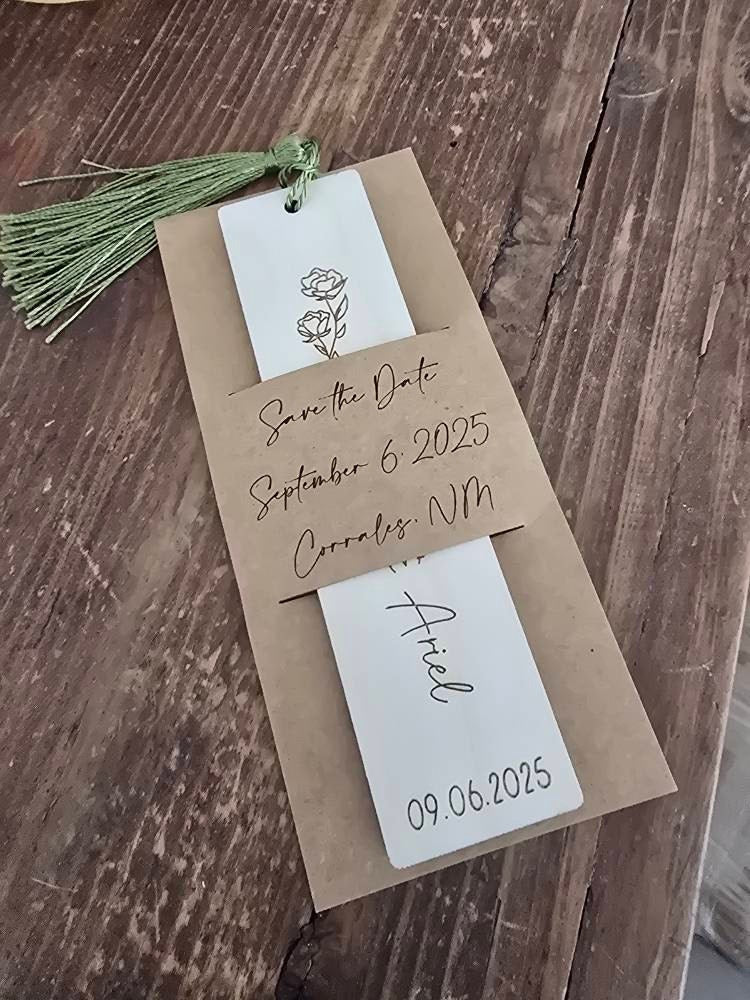 Save the Date
September 6. 2025
Corrales. NM
Ariel
09.06.2025